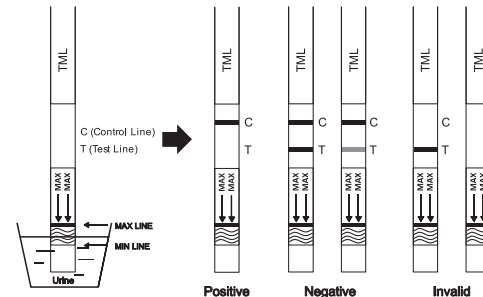 TML
C (Control Line)
T (Test Line)
MAX
MAX
MAX LINE
MIN LINE
Urine
TML
C
T
MAX
MAX
Positive
TML
TML
C
C
T
T
MAX
MAX
MAX
MAX
Negative
TML
TML
C
T
MAX
MAX
MAX
MAX
Invalid